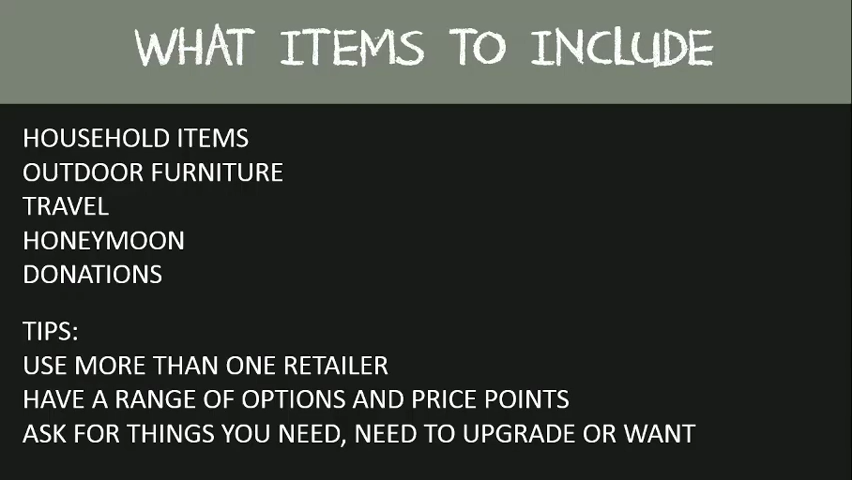 WHAT ITEMS TO INCLUDE
HOUSEHOLD ITEMS
OUTDOOR FURNITURE
TRAVEL
HONEYMOON
DONATIONS
TIPS:
USE MORE THAN ONE RETAILER
HAVE A RANGE OF OPTIONS AND PRICE POINTS
ASK FOR THINGS YOU NEED, NEED TO UPGRADE OR WANT